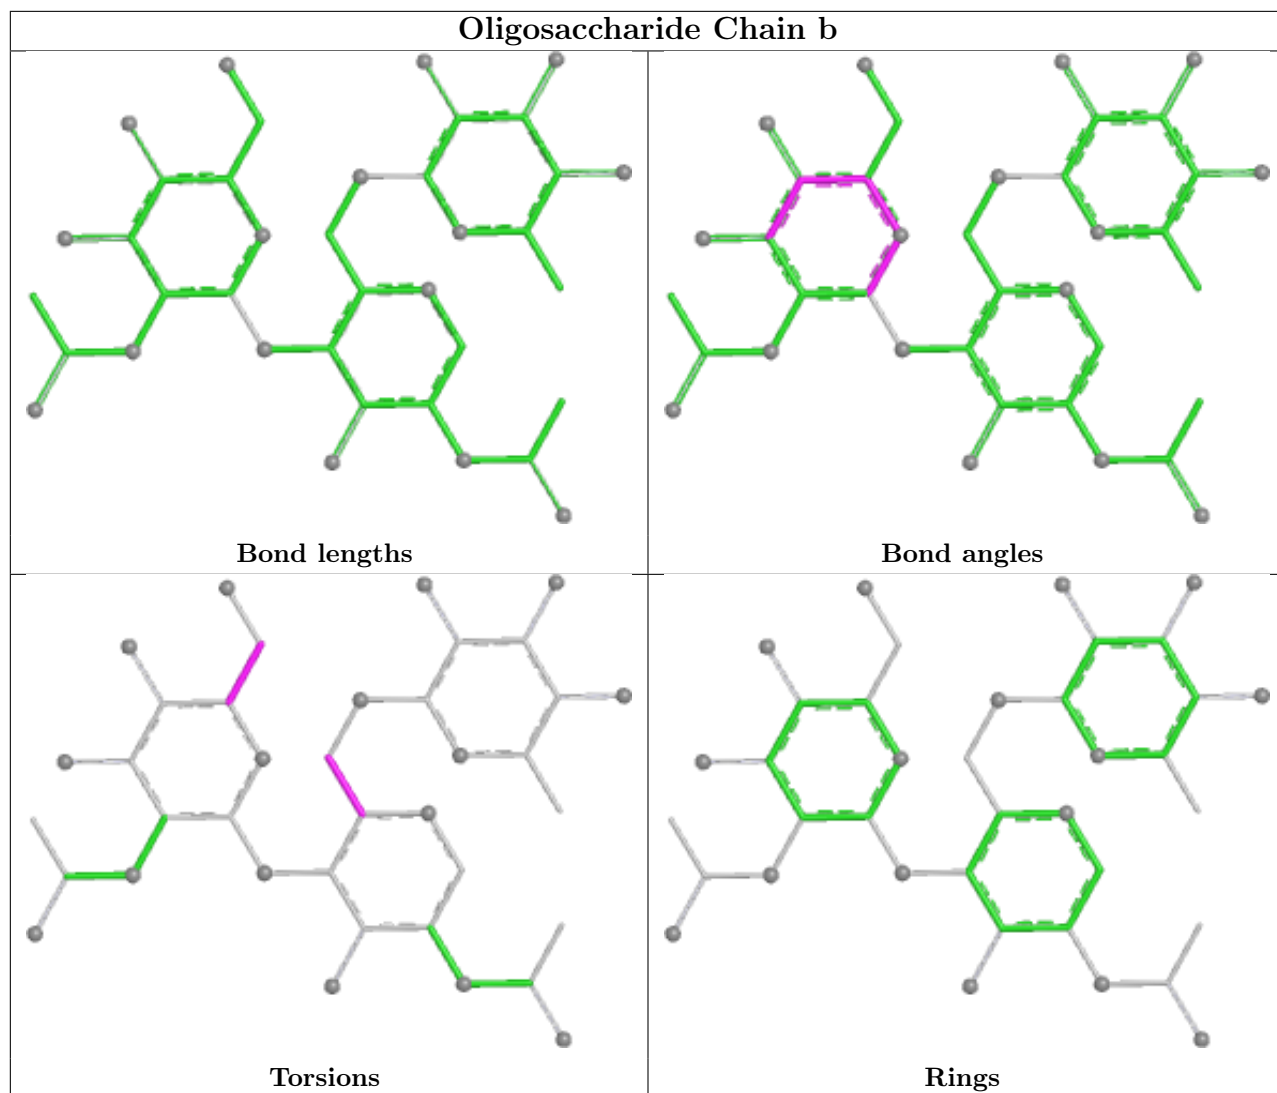 Oligosaccharide Chain b
Bond lengths
Bond angles
Torsions
Rings